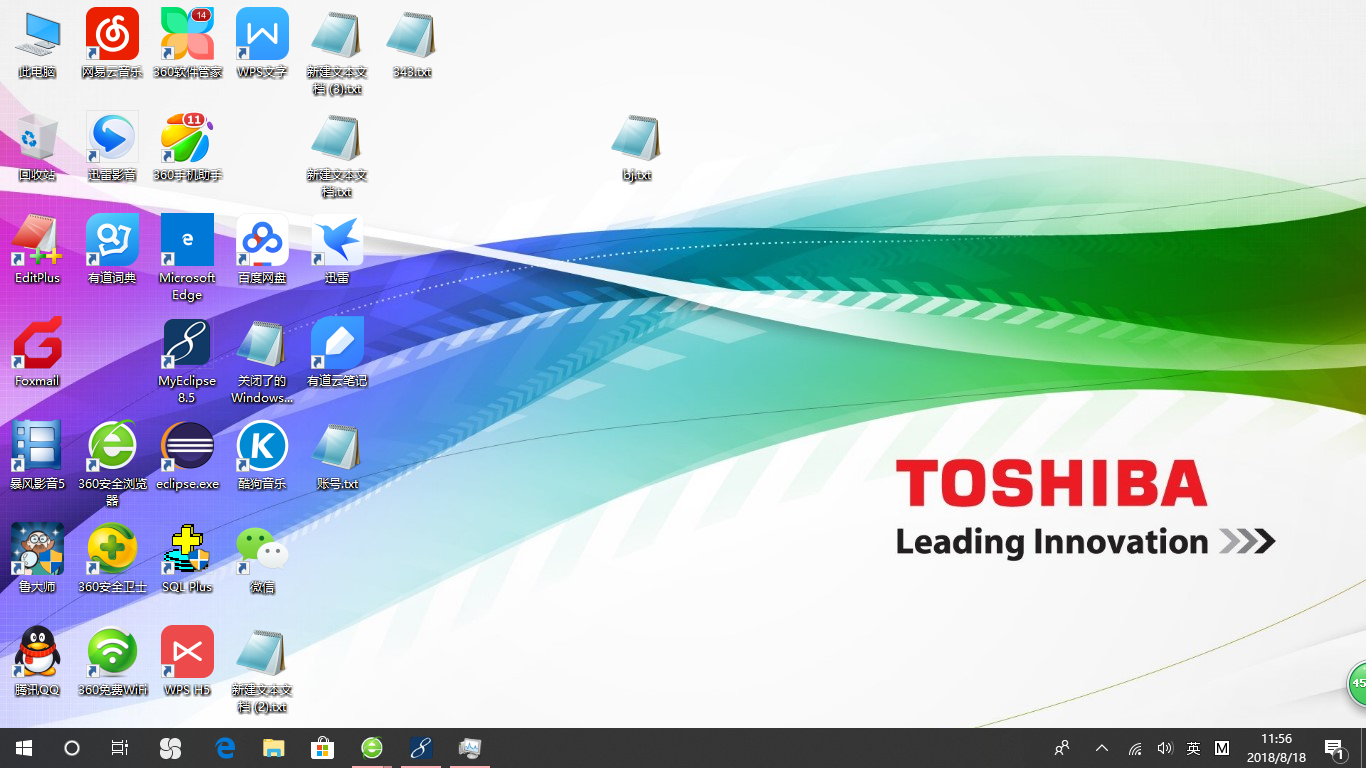 此电脑
网易云音乐
14
360软件管家
WPS文字
新建文本文
档 (3).txt
343.txt
回收站
迅雷影音
11
360手机助手
新建文本文
档.txt
bj.txt
EditPlus
有道词典
Microsoft
Edge
百度网盘
迅雷
Foxmail
MyEclipse
8.5
关闭了的
Windows...
有道云笔记
暴风影音5
360安全浏览
器
eclipse.exe
酷狗音乐
账号.txt
鲁大师
360安全卫士
SQL Plus
微信
腾讯QQ
360免费WiFi
WPS H5
新建文本文
档 (2).txt
TOSHIBA
Leading Innovation
45
英
M
11:56
2018/8/18
1